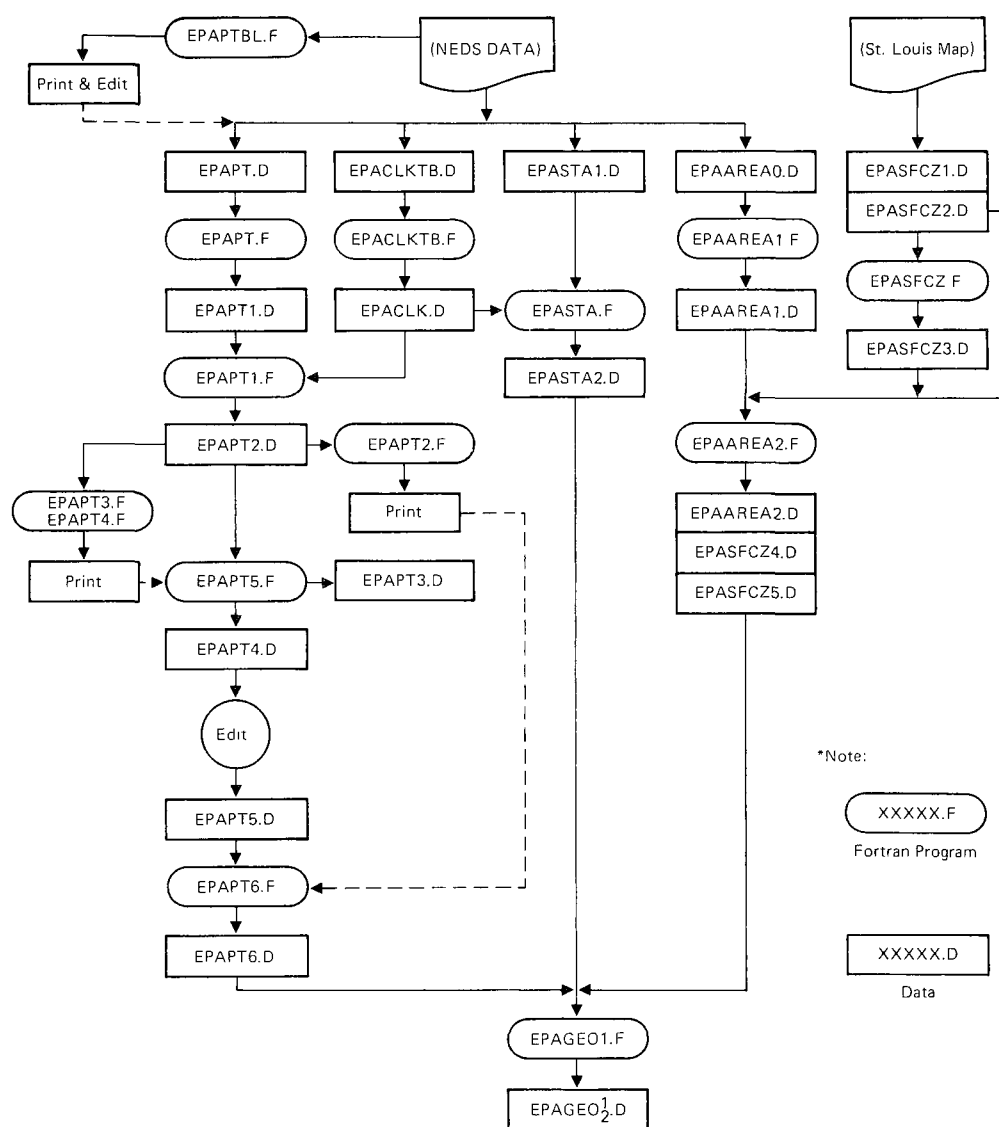 EPAPTBL.F
(NEDS DATA)
(St. Louis Map)
Print & Edit
EPAPT.D
EPACLKTB.D
EPASTA1.D
EPAAREA0.D
EPASFCZ1.D
EPASFCZ2.D
EPAPT.F
EPACLKTB.F
EPAAREA1 F
EPASFCZ F
EPAPT1.D
EPACLK.D
EPASTA.F
EPAAREA1.D
EPASFCZ3.D
EPAPT1.F
EPASTA2.D
EPAPT2.D
EPAPT2.F
EPAAREA2.F
EPAPT3.F
EPAPT4.F
Print
EPAAREA2.D
EPASFCZ4.D
EPASFCZ5.D
Print
EPAPT5.F
EPAPT3.D
EPAPT4.D
Edit
*Note:
EPAPT5.D
XXXXX.F
Fortran Program
EPAPT6.F
EPAPT6.D
XXXXX.D
Data
EPAGEO1.F
EPAGEO½.D